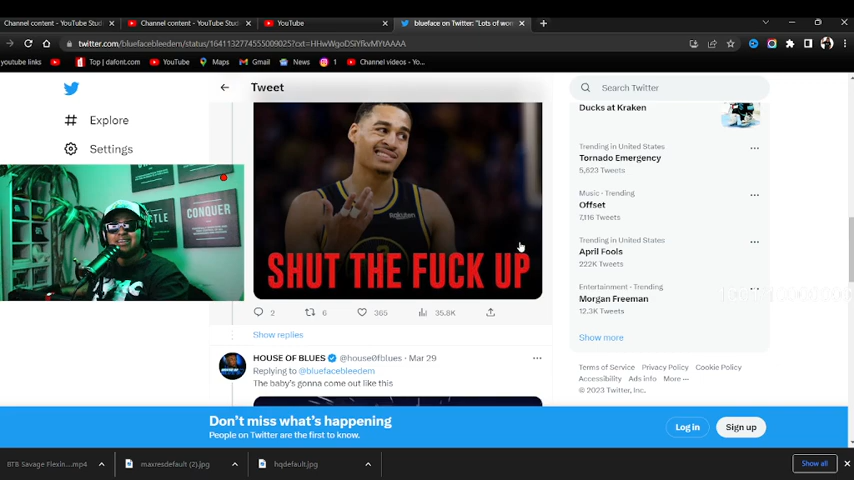 Channel content - YouTube Stud
Channel content - YouTube Studi
YouTube
blueface on Twitter: "Lots of wom
twitter.com/bluefacebleedem/status/1641132774555009025?cxt=HHwWgoDSiYfkvMYtAAAA
youtube links
Top | dafont.com
YouTube
Maps
Gmail
News
1
Channel videos - Yo...
Explore
Settings
Tweet
Search Twitter
Rakuten
SHUT THE FUCK UP
2
6
365
35.8K
Show replies
HOUSE OF BLUES @house0fblues · Mar 29
Replying to @bluefacebleedem
The baby's gonna come out like this
CONQUER
Ducks at Kraken
Trending in United States
Tornado Emergency
5,623 Tweets
Music · Trending
Offset
7,116 Tweets
Trending in United States
April Fools
222K Tweets
Entertainment · Trending
Morgan Freeman
12.3K Tweets
Show more
Terms of Service Privacy Policy Cookie Policy
Accessibility Ads info More ···
© 2023 Twitter, Inc.
Don't miss what's happening
People on Twitter are the first to know.
Log in
Sign up
BTB Savage Flexin....mp4
maxresdefault (2).jpg
hqdefault.jpg
Show all